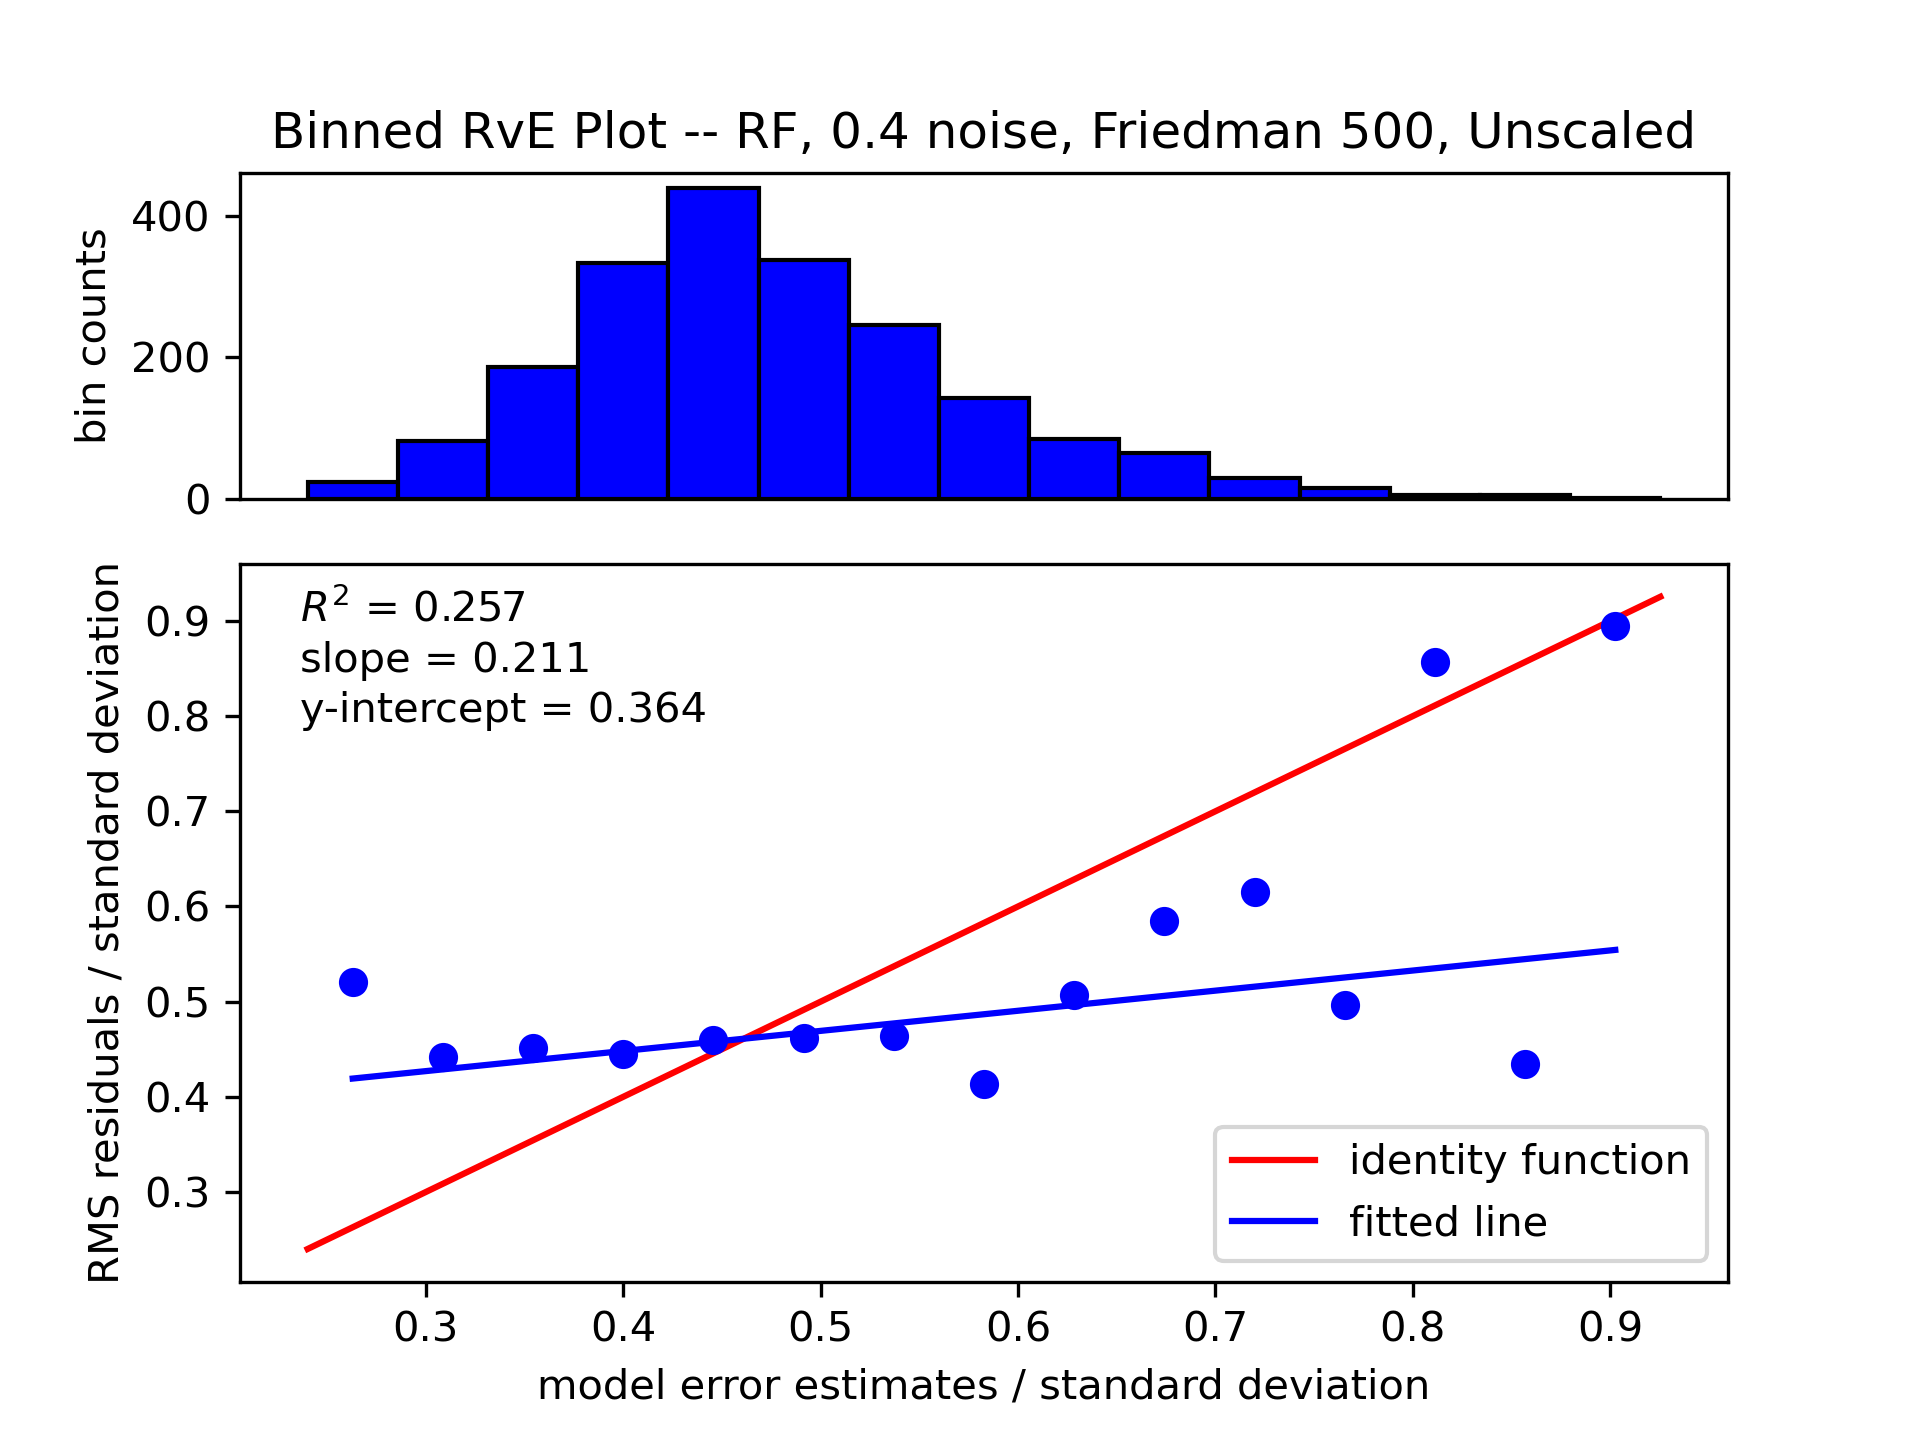 Binned RvE Plot -- RF, 0.4 noise, Friedman 500, Unscaled
bin counts
400
200
0
RMS residuals / standard deviation
0.9
0.8
0.7
0.6
0.5
0.4
0.3
R² = 0.257
slope = 0.211
y-intercept = 0.364
identity function
fitted line
0.3 0.4 0.5 0.6 0.7 0.8 0.9
model error estimates / standard deviation